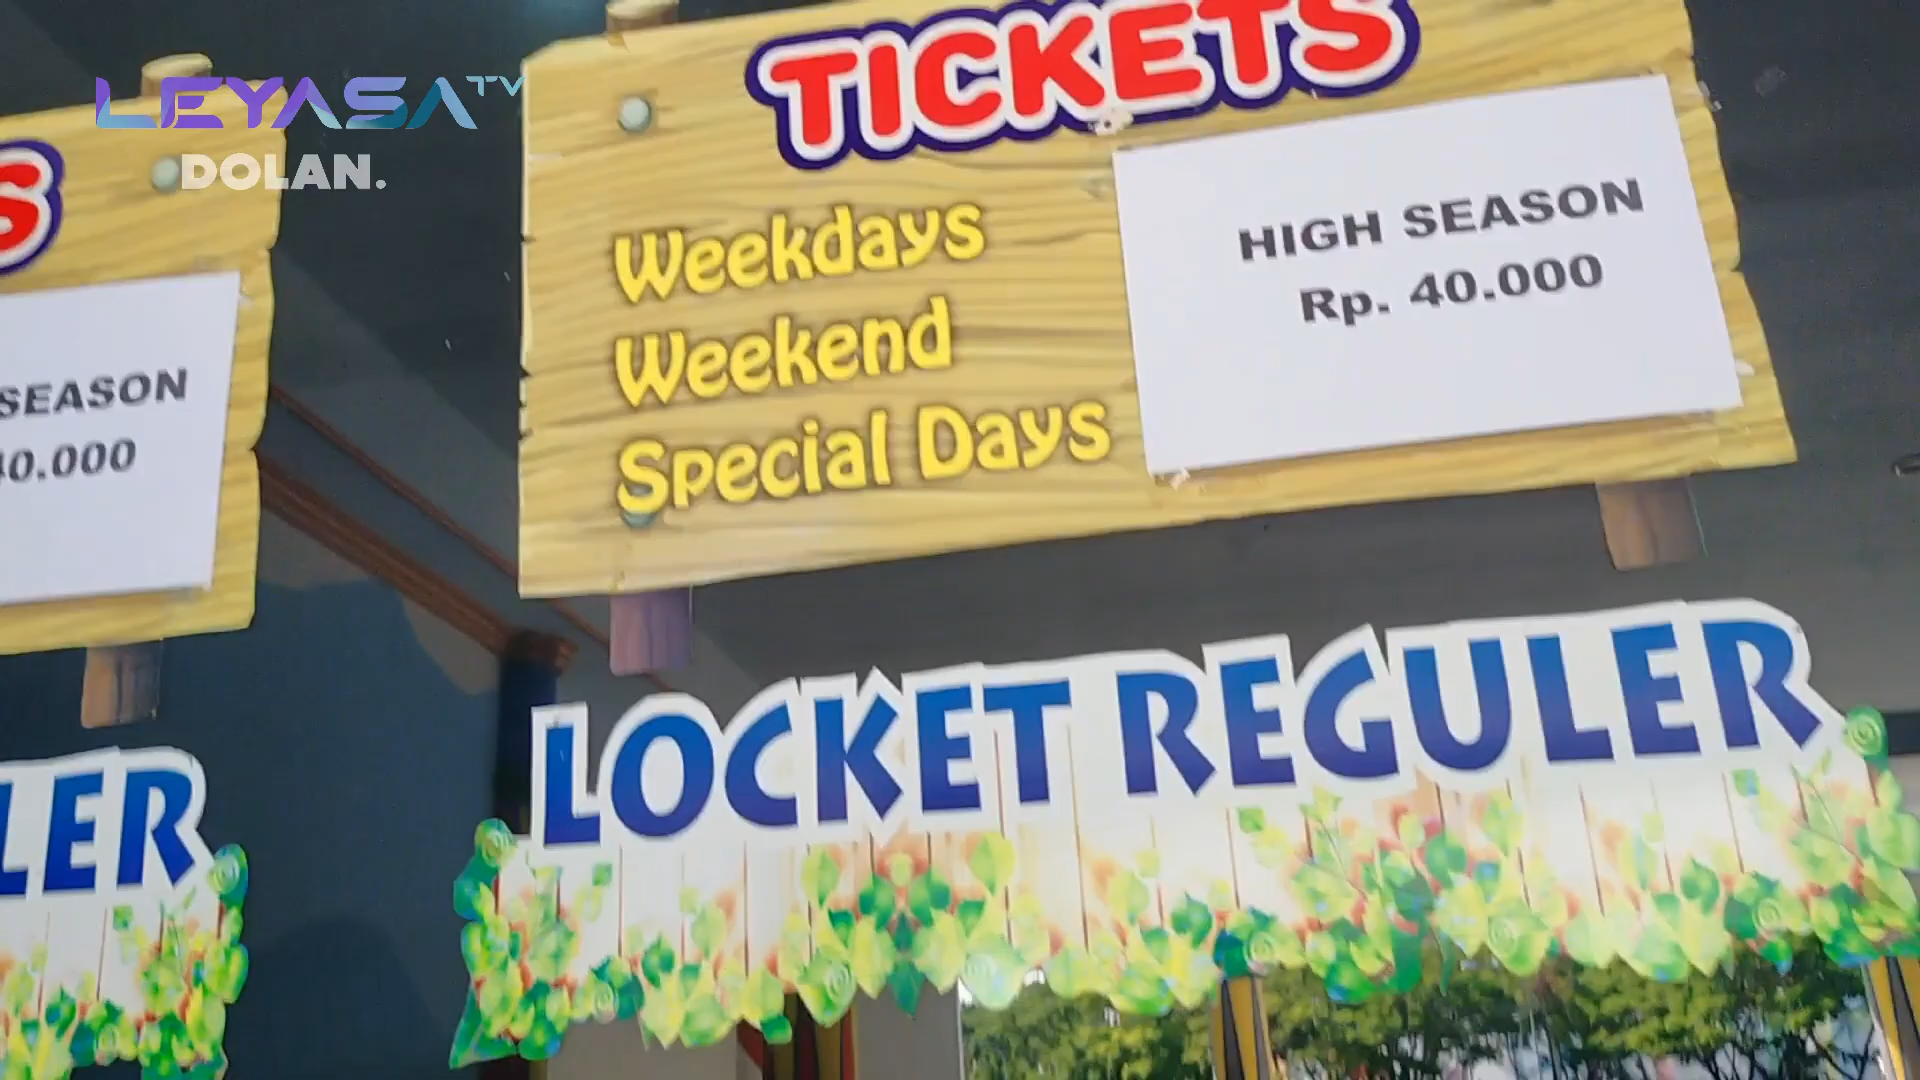 LEYASA TV
DOLAN.
TICKETS
Weekdays
Weekend
Special Days
HIGH SEASON
Rp. 40.000
LOCKET REGULER
S
SEASON
40.000
LER